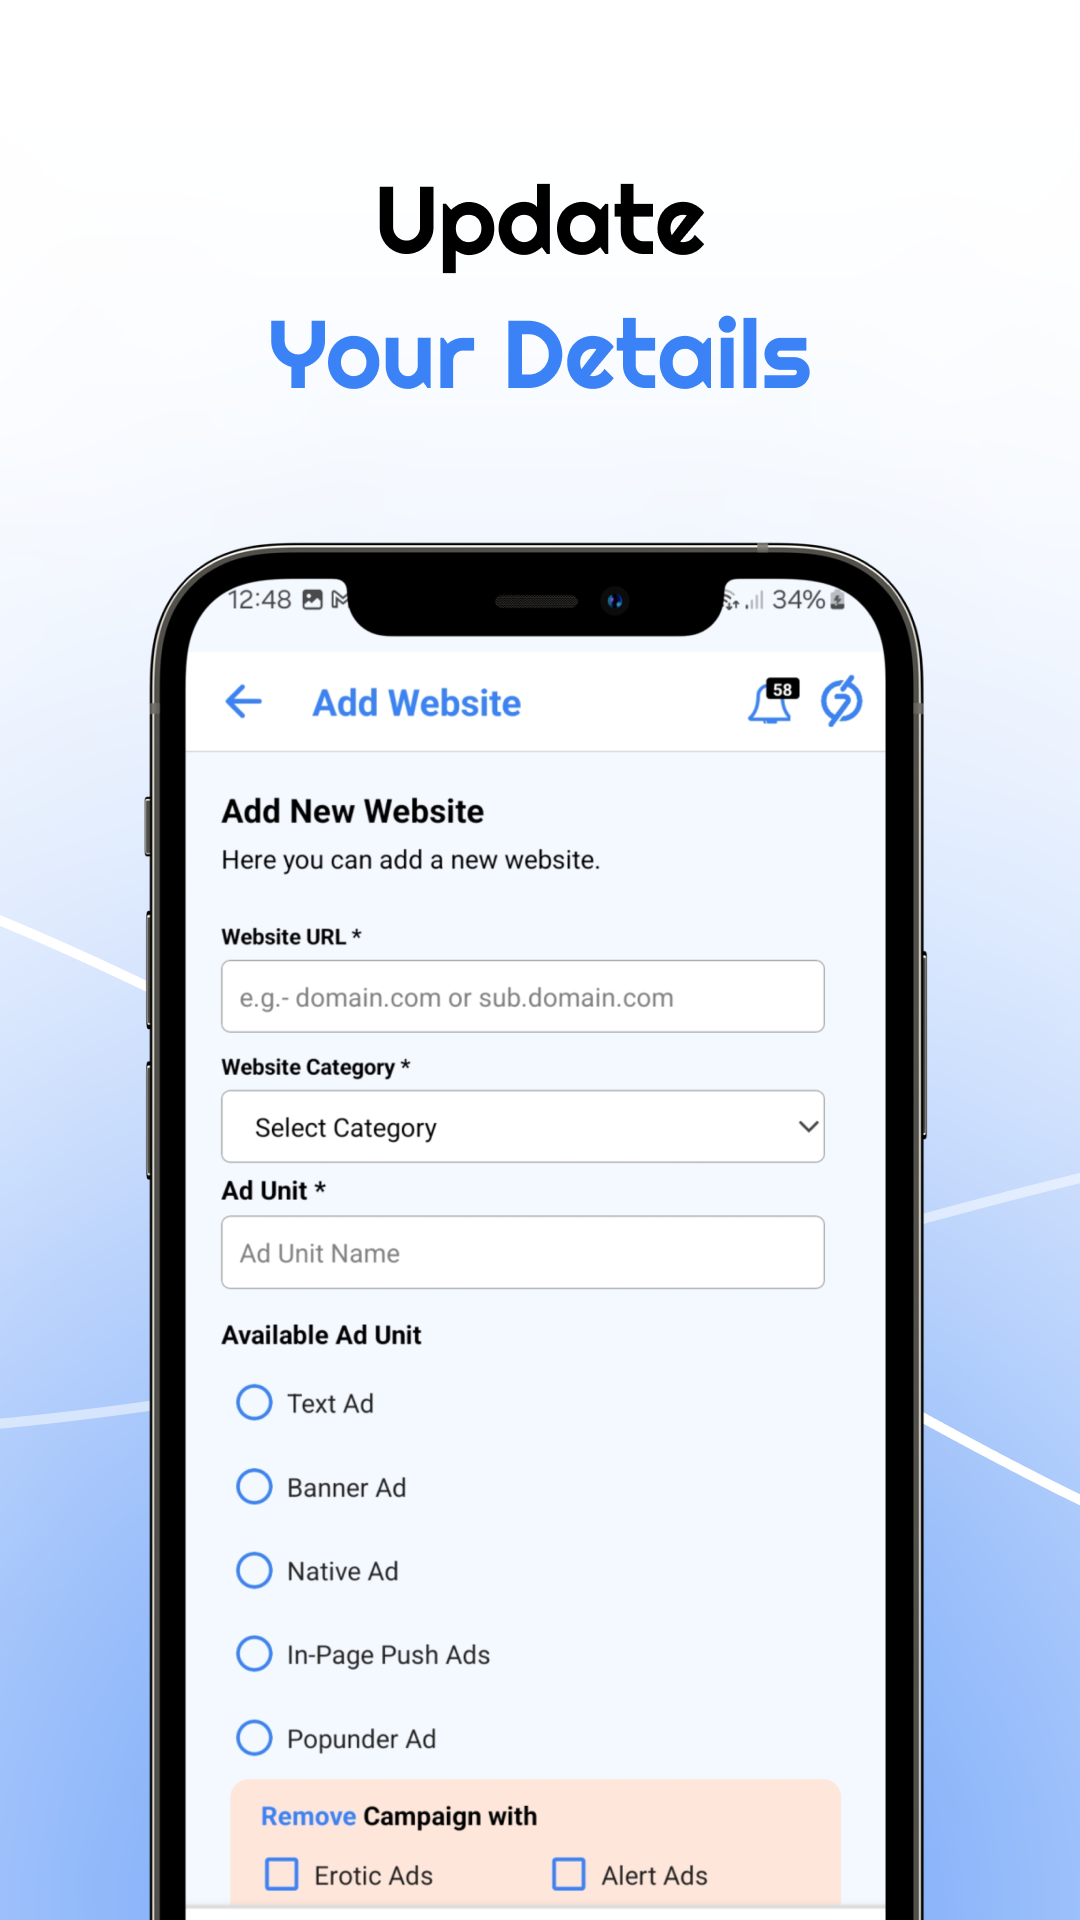 Update
Your Details
12:48
34%
Add Website
58
Add New Website
Here you can add a new website.
Website URL *
e.g.- domain.com or sub.domain.com
Website Category *
Select Category
Ad Unit *
Ad Unit Name
Available Ad Unit
Text Ad
Banner Ad
Native Ad
In-Page Push Ads
Popunder Ad
Remove Campaign with
Erotic Ads Alert Ads